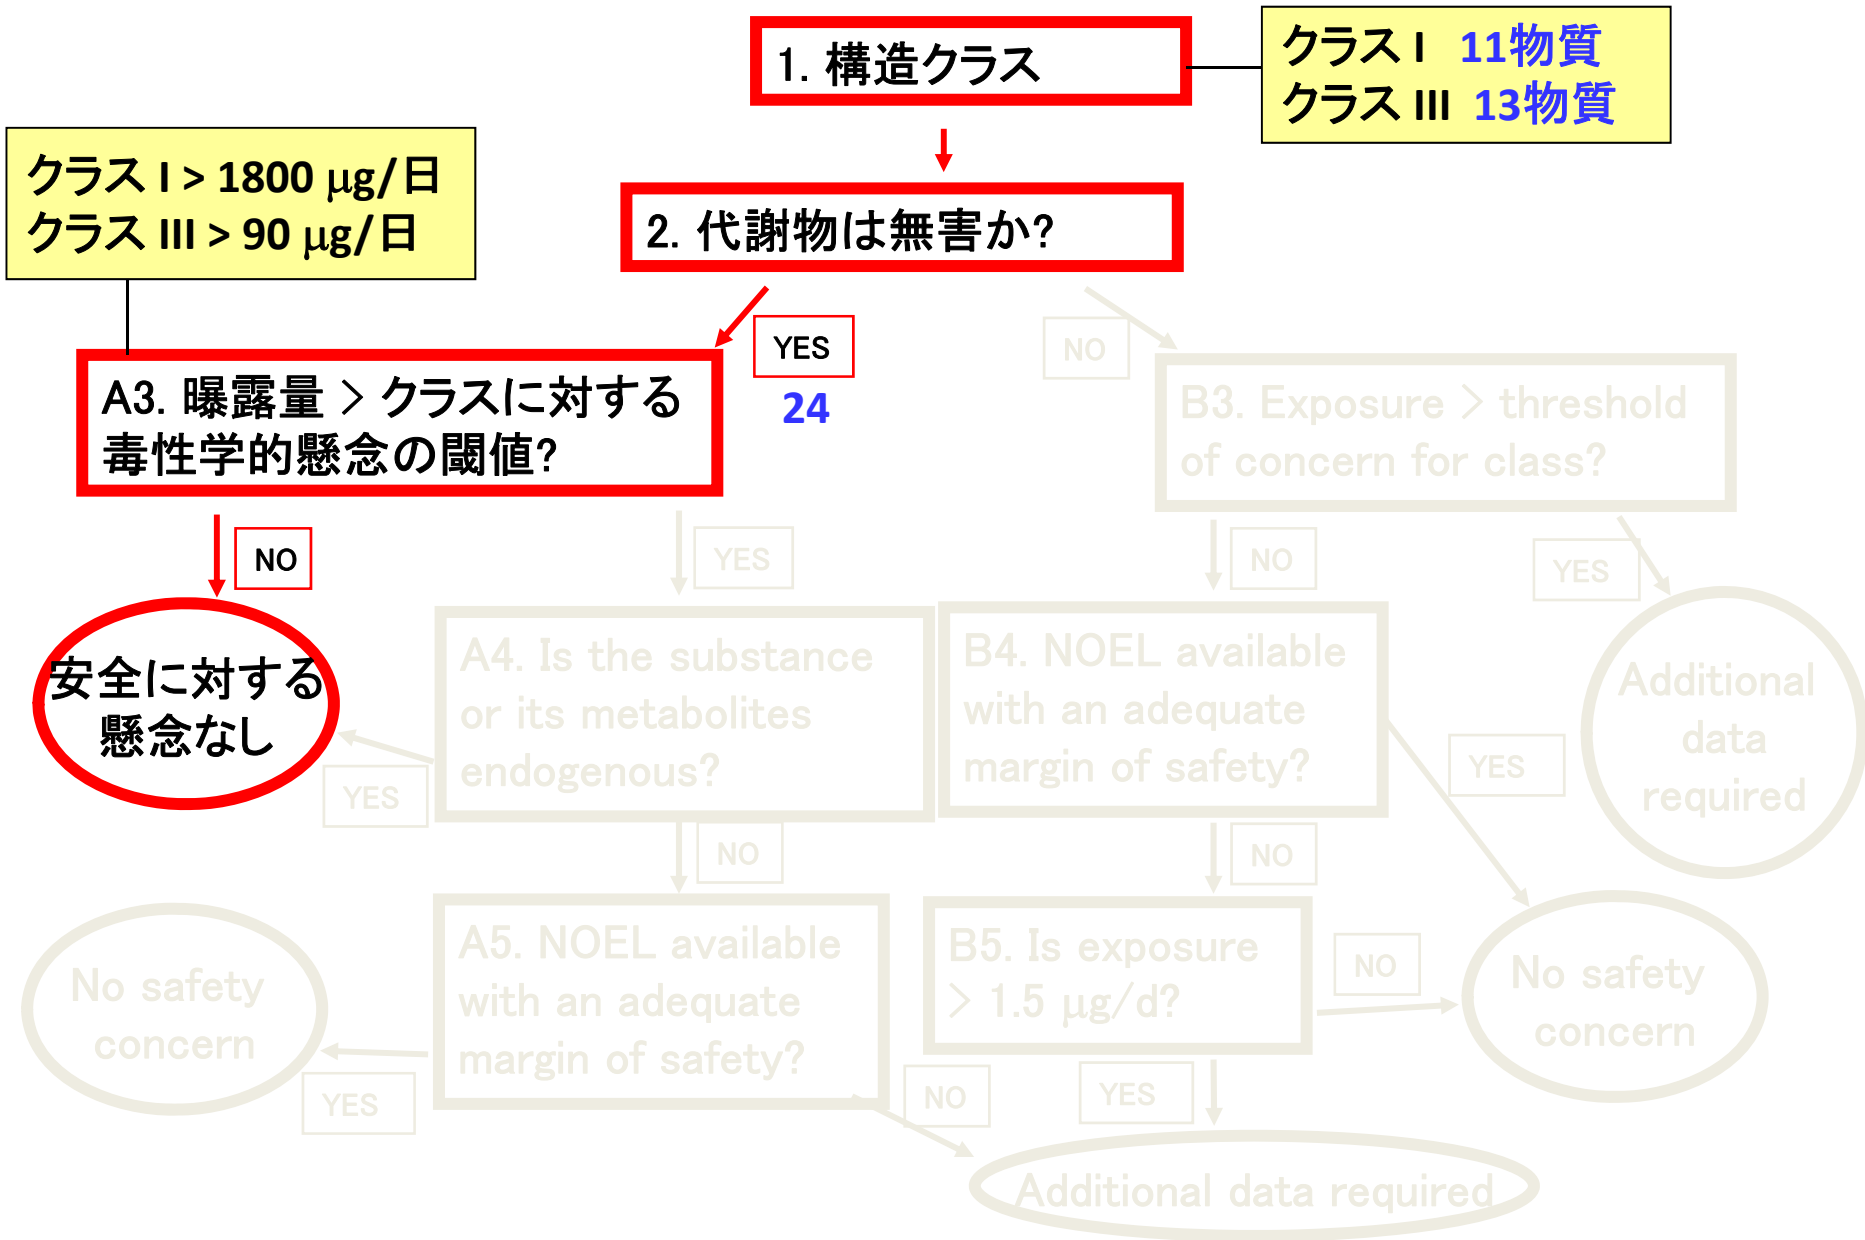 1. 構造クラス
クラス I 11物質
クラス III 13物質
クラス I > 1800 μg/日
クラス III > 90 μg/日
2. 代謝物は無害か?
YES
24
NO
A3. 曝露量 > クラスに対する
毒性学的懸念の閾値?
B3. Exposure > threshold
of concern for class?
NO
YES
NO
YES
安全に対する
懸念なし
A4. Is the substance
or its metabolites
endogenous?
B4. NOEL available
with an adequate
margin of safety?
Additional
data
required
YES
YES
NO
NO
No safety
concern
A5. NOEL available
with an adequate
margin of safety?
B5. Is exposure
> 1.5 μg/d?
NO
No safety
concern
YES
NO
YES
Additional data required